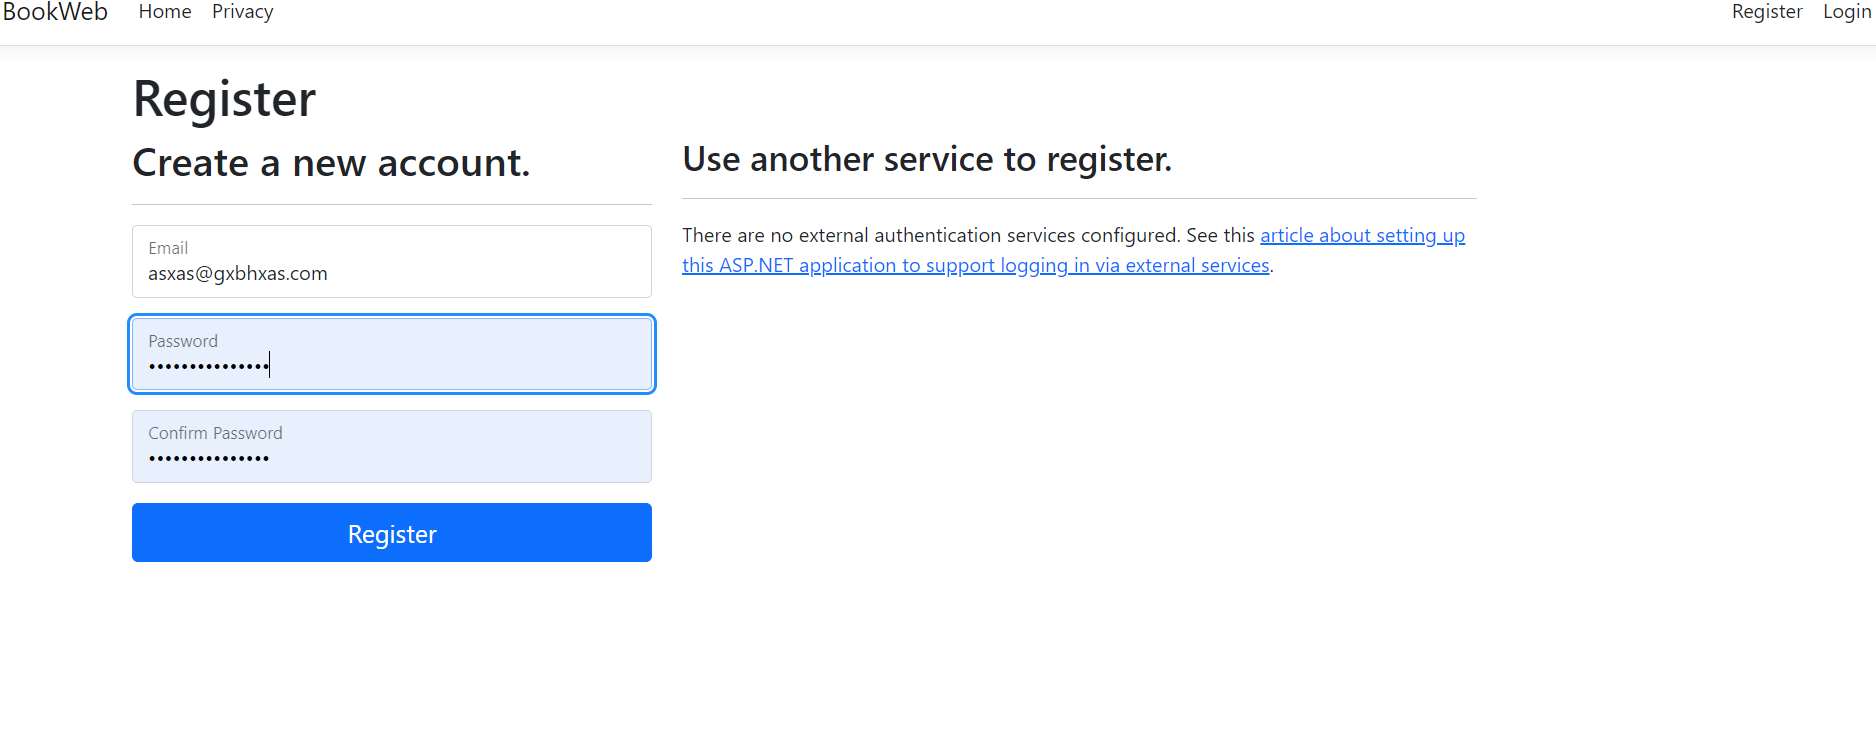 BookWeb Home Privacy Register Login
Register
Create a new account.
Email
asxas@gxbhxas.com
Password
•••••••••••••••
Confirm Password
•••••••••••••••
Register
Use another service to register.
There are no external authentication services configured. See this article about setting up
this ASP.NET application to support logging in via external services.